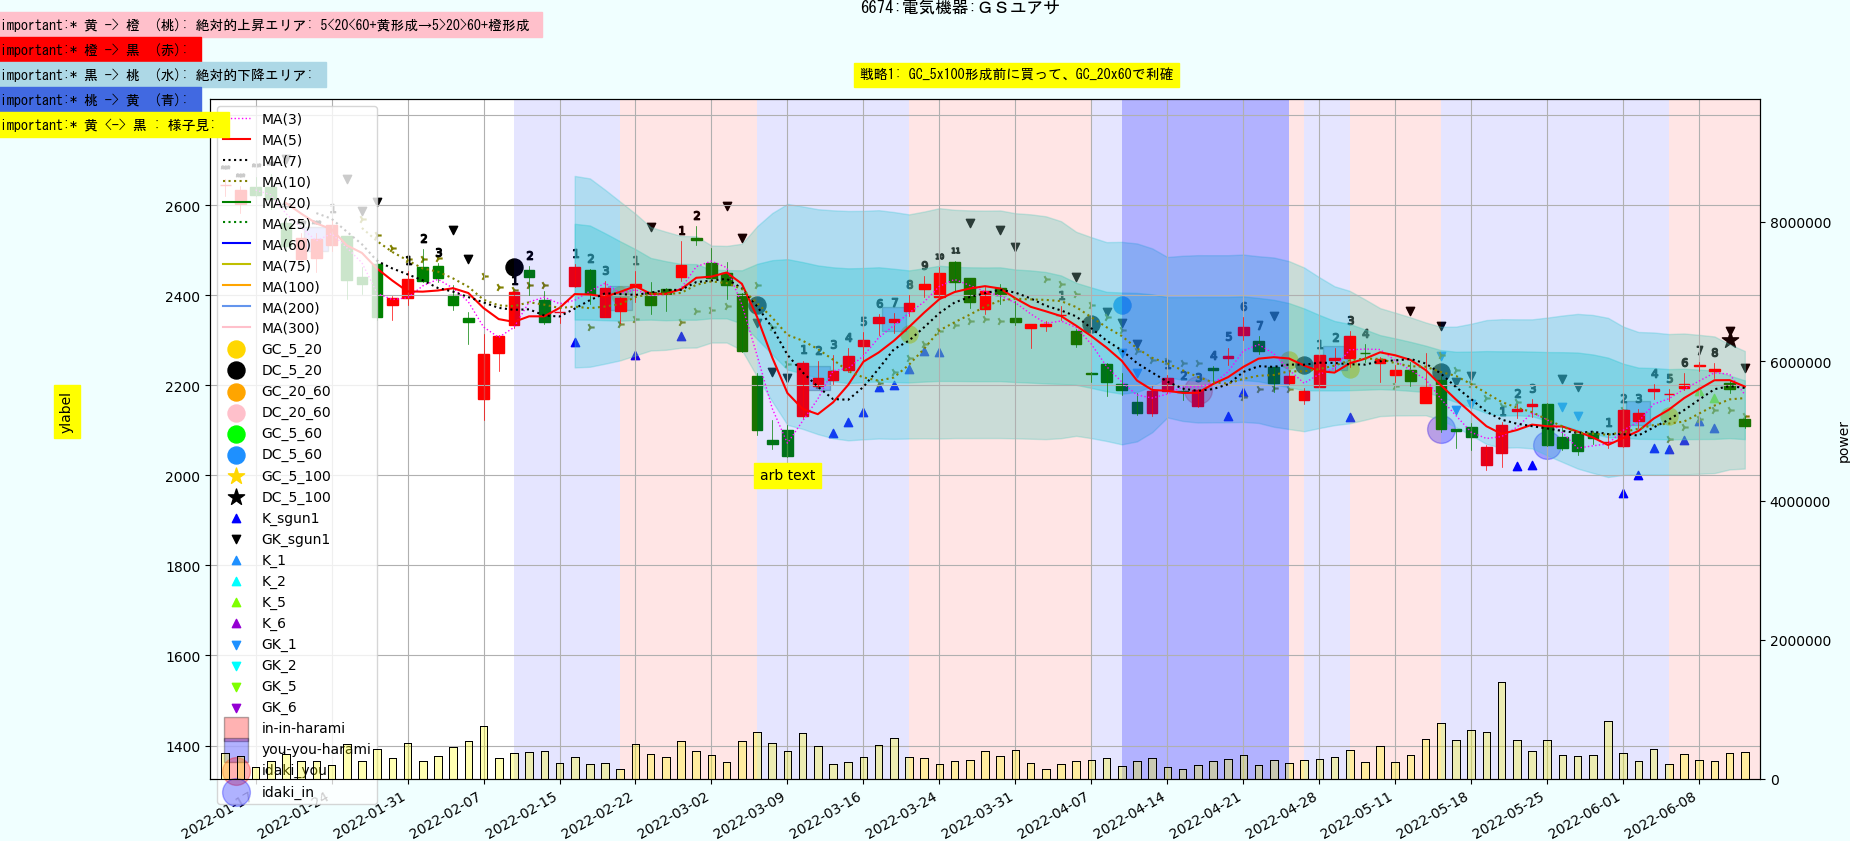 6674:電気機器:ＧＳユアサ
important:* 黄 -> 橙 (桃): 絶対的上昇エリア: 5<20<60+黄形成→5>20>60+橙形成
important:* 橙 -> 黒 (赤):
important:* 黒 -> 桃 (水): 絶対的下降エリア:
important:* 桃 -> 黄 (青):
important:* 黄 <-> 黒 : 様子見:
戦略1: GC_5x100形成前に買って、GC_20x60で利確
MA(3)
MA(5)
MA(7)
MA(10)
MA(20)
MA(25)
MA(60)
MA(75)
MA(100)
MA(200)
MA(300)
GC_5_20
DC_5_20
GC_20_60
DC_20_60
GC_5_60
DC_5_60
GC_5_100
DC_5_100
K_sgun1
GK_sgun1
K_1
K_2
K_5
K_6
GK_1
GK_2
GK_5
GK_6
in-in-harami
you-you-harami
idaki_you
idaki_in
ylabel
2600
2400
2200
2000
1800
1600
1400
arb text
8000000
6000000
4000000
2000000
0
power
2022-01-17
2022-01-24
2022-01-31
2022-02-07
2022-02-15
2022-02-22
2022-03-02
2022-03-09
2022-03-16
2022-03-24
2022-03-31
2022-04-07
2022-04-14
2022-04-21
2022-04-28
2022-05-11
2022-05-18
2022-05-25
2022-06-01
2022-06-08